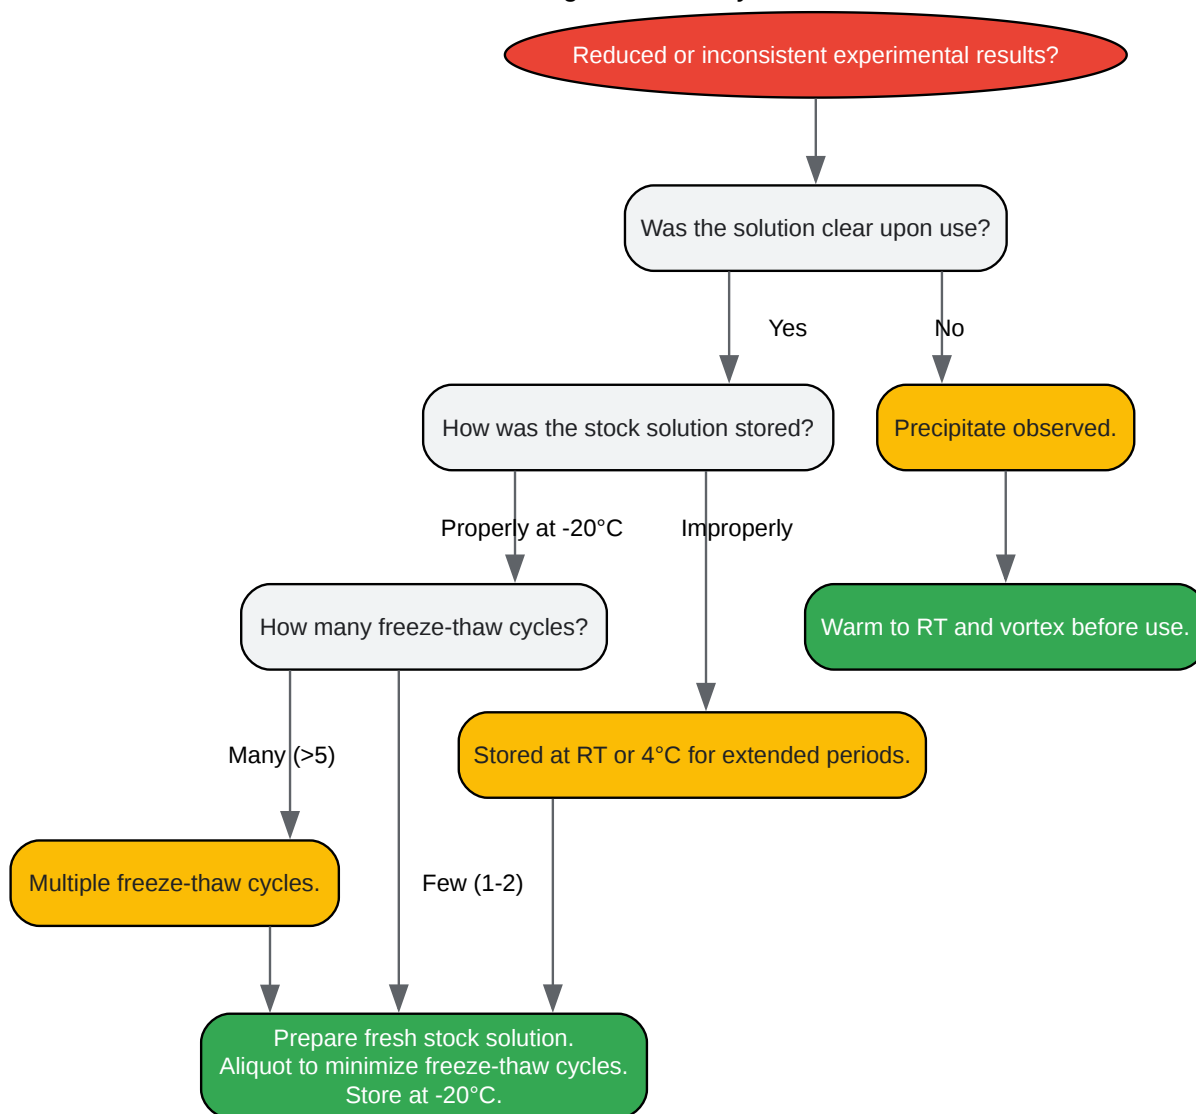 Reduced or inconsistent experimental results?
Was the solution clear upon use?
Yes
No
How was the stock solution stored?
Precipitate observed.
Properly at -20°C
Improperly
How many freeze-thaw cycles?
Warm to RT and vortex before use.
Many (>5)
Stored at RT or 4°C for extended periods.
Multiple freeze-thaw cycles.
Few (1-2)
Prepare fresh stock solution.
Aliquot to minimize freeze-thaw cycles.
Store at -20°C.